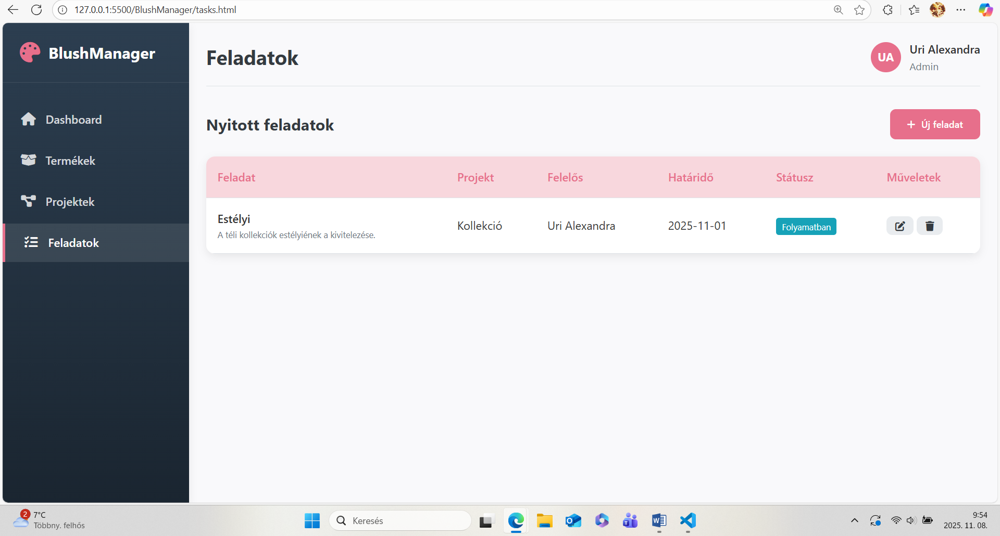 127.0.0.1:5500/BlushManager/tasks.html
BlushManager
Dashboard
Termékek
Projektek
Feladatok
Feladatok
UA
Uri Alexandra
Admin
Nyitott feladatok
+ Új feladat
Feladat Projekt Felelős Határidő Státusz Műveletek
Estélyi
A téli kollekciók estélyiének a kivitelezése.
Kollekció Uri Alexandra 2025-11-01 Folyamatban
2
7°C
Többny. felhős
Keresés
9:54
2025. 11. 08.